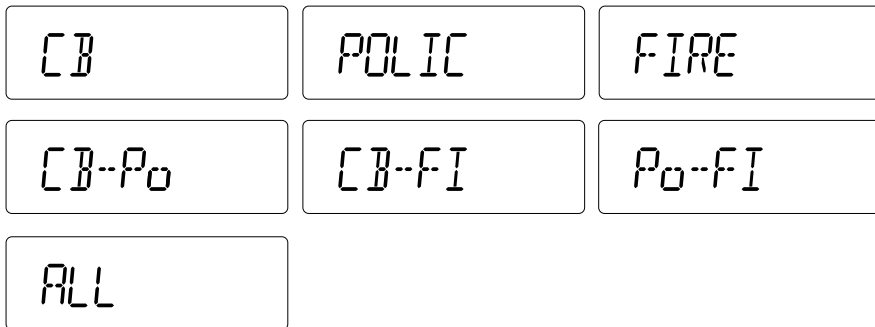 CB
POLIC
FIRE
CB-Po
CB-FI
Po-FI
ALL